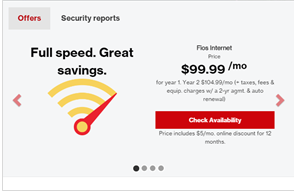 Offers
Security reports
Full speed. Great
savings.
Fios Internet
Price
$99.99 /mo
for year 1. Year 2 $104.99/mo (+ taxes, fees &
equip. charges w/ a 2-yr agmt. & auto
renewal)
Check Availability
Price includes $5/mo. online discount for 12
months.